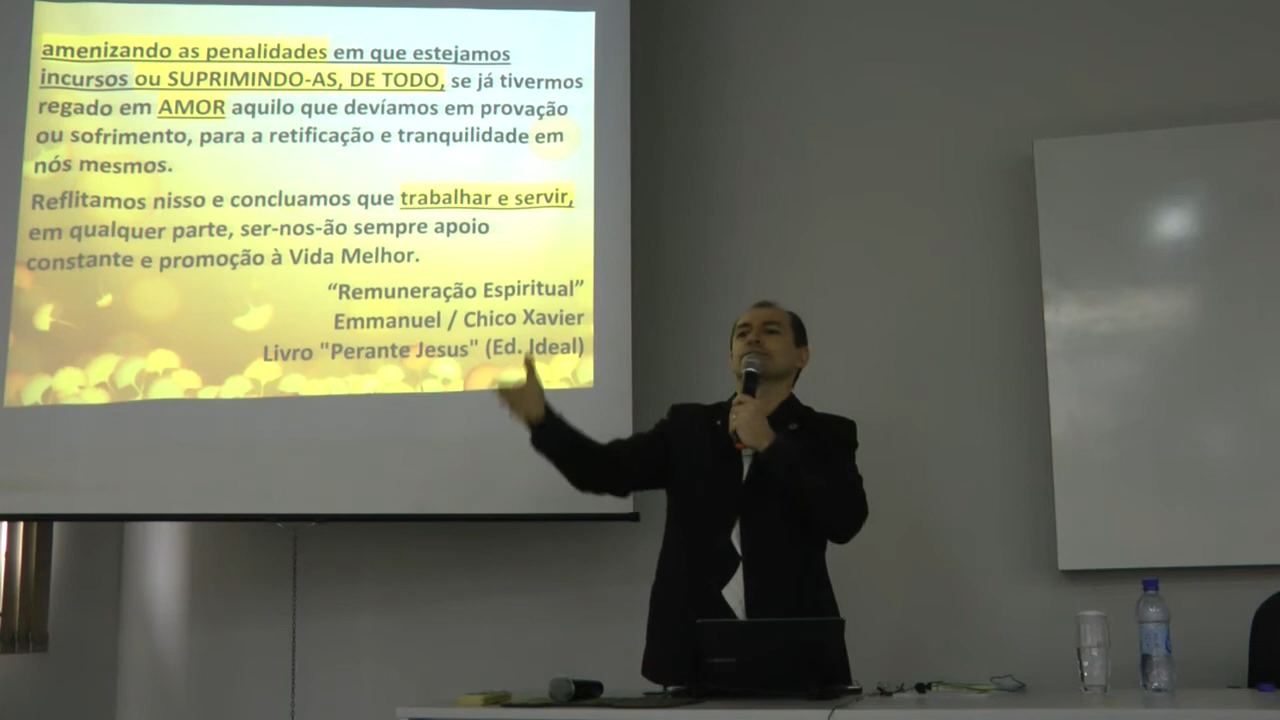 amenizando as penalidades em que estejamos
incursos ou SUPRIMINDO-AS, DE TODO, se já tivermos
regado em AMOR aquilo que devíamos em provação
ou sofrimento, para a retificação e tranquilidade em
nós mesmos.
Reflitamos nisso e concluamos que trabalhar e servir,
em qualquer parte, ser-nos-ão sempre apoio
constante e promoção à Vida Melhor.
“Remuneração Espiritual”
Emmanuel / Chico Xavier
Livro "Perante Jesus" (Ed. Ideal)